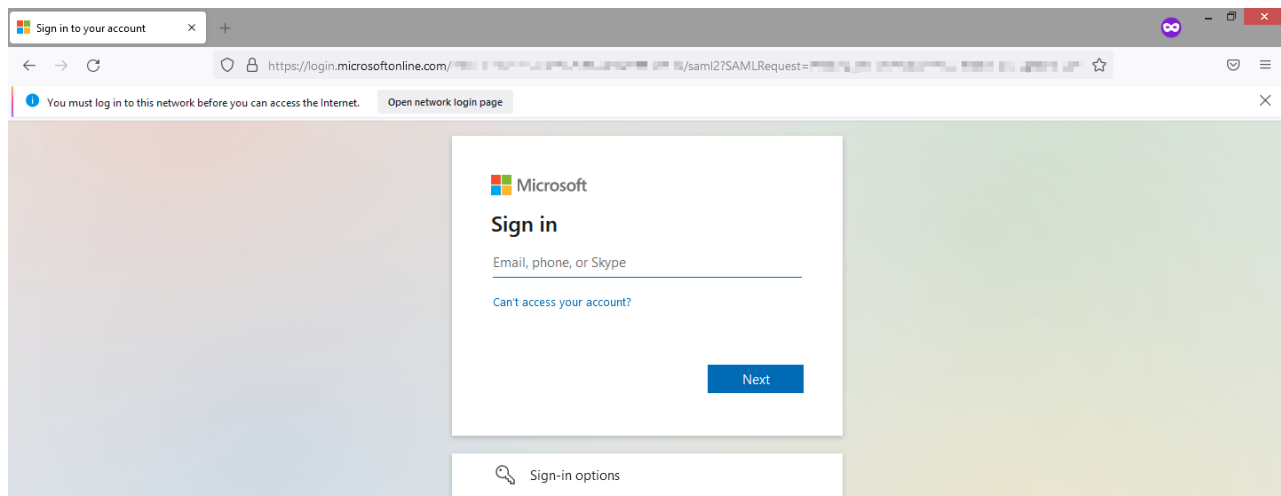 Sign in to your account
https://login.microsoftonline.com/ /saml2?SAMLRequest=
You must log in to this network before you can access the Internet. Open network login page
Microsoft
Sign in
Email, phone, or Skype
Can't access your account?
Next
Sign-in options